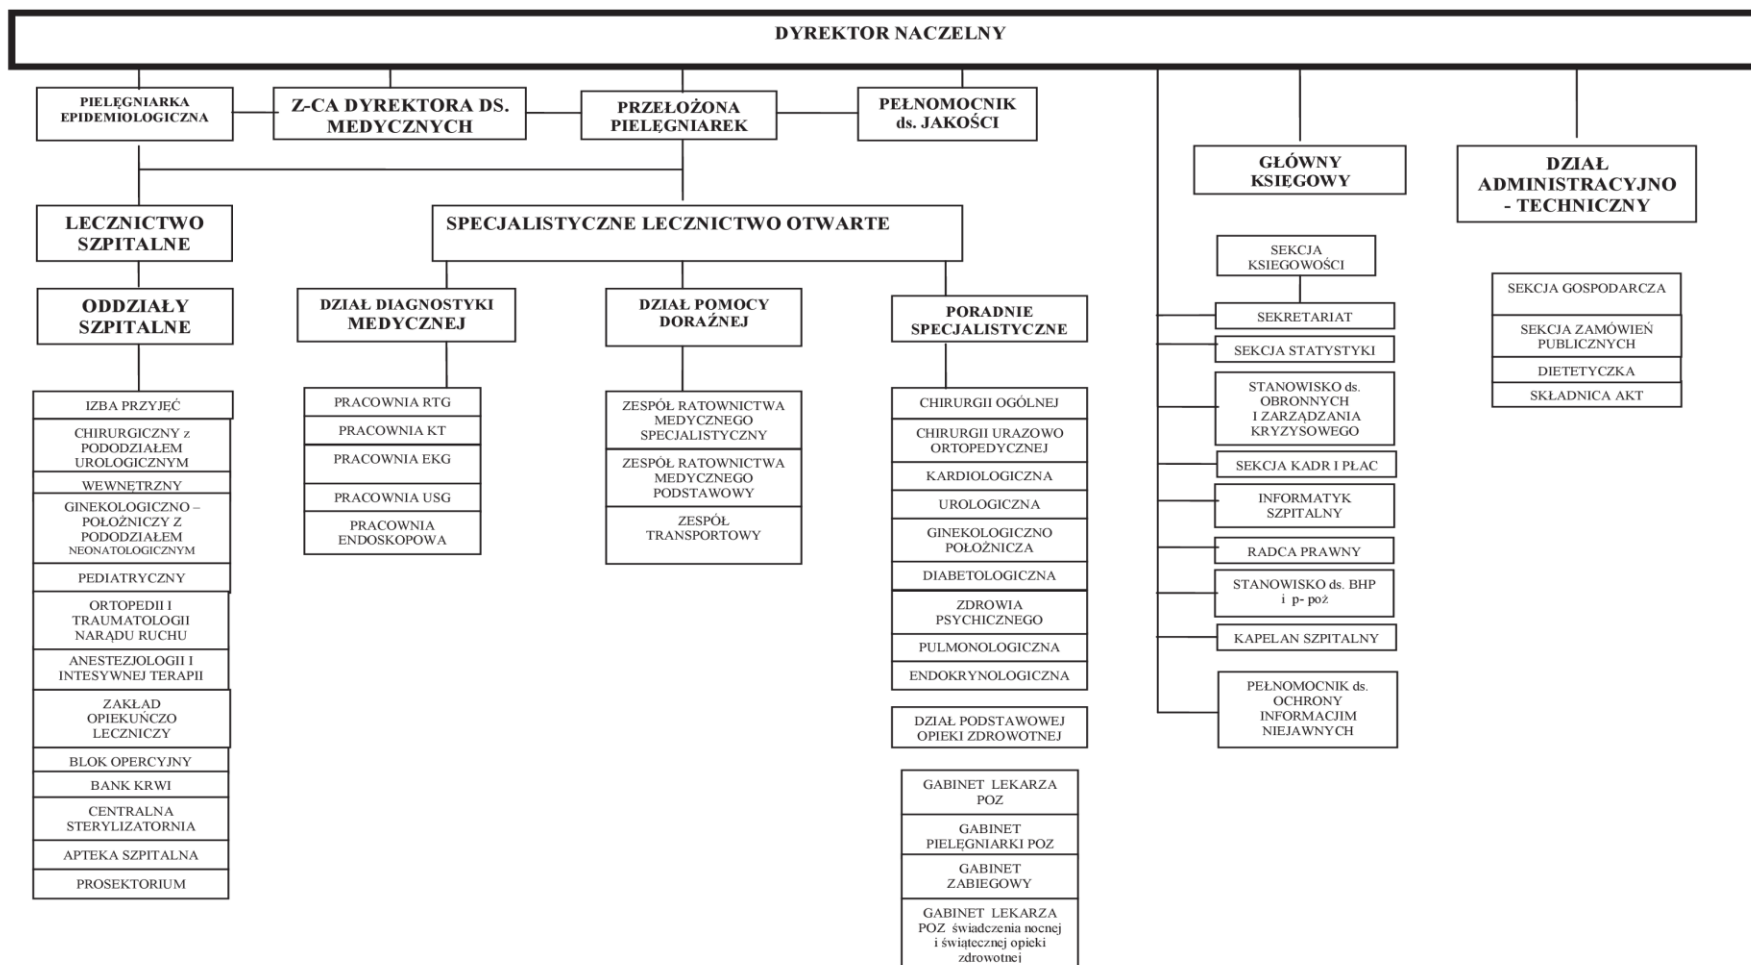 DYREKTOR NACZELNY
PIELĘGNIARKA
EPIDEMIOLOGICZNA
Z-CA DYREKTORA DS.
MEDYCZNYCH
PRZEŁOŻONA
PIELĘGNIAREK
PEŁNOMOCNIK
ds. JAKOŚCI
GŁÓWNY
KSIĘGOWY
DZIAŁ
ADMINISTRACYJNO
- TECHNICZNY
LECZNICTWO
SZPITALNE
SPECJALISTYCZNE LECZNICTWO OTWARTE
ODDZIAŁY
SZPITALNE
DZIAŁ DIAGNOSTYKI
MEDYCZNEJ
DZIAŁ POMOCY
DORAŹNEJ
PORADNIE
SPECJALISTYCZNE
IZBA PRZYJĘĆ
CHIRURGICZNY z
PODODZIAŁEM
UROLOGICZNYM
WEWNĘTRZNY
GINEKOLOGICZNO –
POŁOŻNICZY Z
PODODZIAŁEM
NEONATOLOGICZNYM
PEDIATRYCZNY
ORTOPEDII I
TRAUMATOLOGII
NARĄDU RUCHU
ANESTEZJOLOGII I
INTESYWNEJ TERAPII
ZAKŁAD
OPIEKUŃCZO
LECZNICZY
BLOK OPERCYJNY
BANK KRWI
CENTRALNA
STERYLIZATORNIA
APTEKA SZPITALNA
PROSEKTORIUM
PRACOWNIA RTG
PRACOWNIA KT
PRACOWNIA EKG
PRACOWNIA USG
PRACOWNIA
ENDOSKOPOWA
ZESPÓŁ RATOWNICTWA
MEDYCZNEGO
SPECJALISTYCZNY
ZESPÓŁ RATOWNICTWA
MEDYCZNEGO
PODSTAWOWY
ZESPÓŁ
TRANSPORTOWY
CHIRURGII OGÓLNEJ
CHIRURGII URAZOWO
ORTOPEDYCZNEJ
KARDIOLOGICZNA
UROLOGICZNA
GINEKOLOGICZNO
POŁOŻNICZA
DIABETOLOGICZNA
ZDROWIA
PSYCHICZNEGO
PULMONOLOGICZNA
ENDOKRYNOLOGICZNA
DZIAŁ PODSTAWOWEJ
OPIEKI ZDROWOTNEJ
GABINET LEKARZA
POZ
GABINET
PIELĘGNIARKI POZ
GABINET
ZABIEGOWY
GABINET LEKARZA
POZ świadczenia nocnej
i świątecznej opieki
zdrowotnej
SEKCJA
KSIEGOWOŚCI
SEKRETARIAT
SEKCJA STATYSTYKI
STANOWISKO ds.
OBRONNYCH
I ZARZĄDZANIA
KRYZYSOWEGO
SEKCJA KADR I PŁAC
INFORMATYK
SZPITALNY
RADCA PRAWNY
STANOWISKO ds. BHP
i p- poż
KAPELAN SZPITALNY
PEŁNOMOCNIK ds.
OCHRONY
INFORMACJIM
NIEJAWNYCH
SEKCJA GOSPODARCZA
SEKCJA ZAMÓWIEŃ
PUBLICZNYCH
DIETETYCZKA
SKŁADNICA AKT